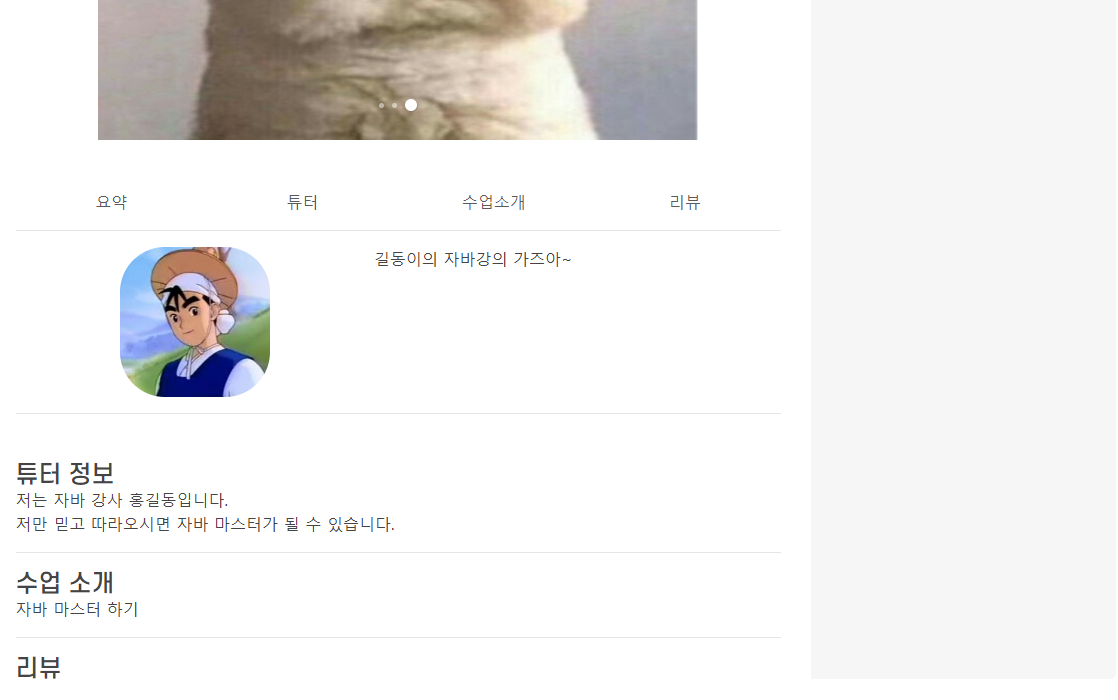 요약
튜터
수업소개
리뷰
길동이의 자바강의 가즈아~
튜터 정보
저는 자바 강사 홍길동입니다.
저만 믿고 따라오시면 자바 마스터가 될 수 있습니다.
수업 소개
자바 마스터 하기
리뷰